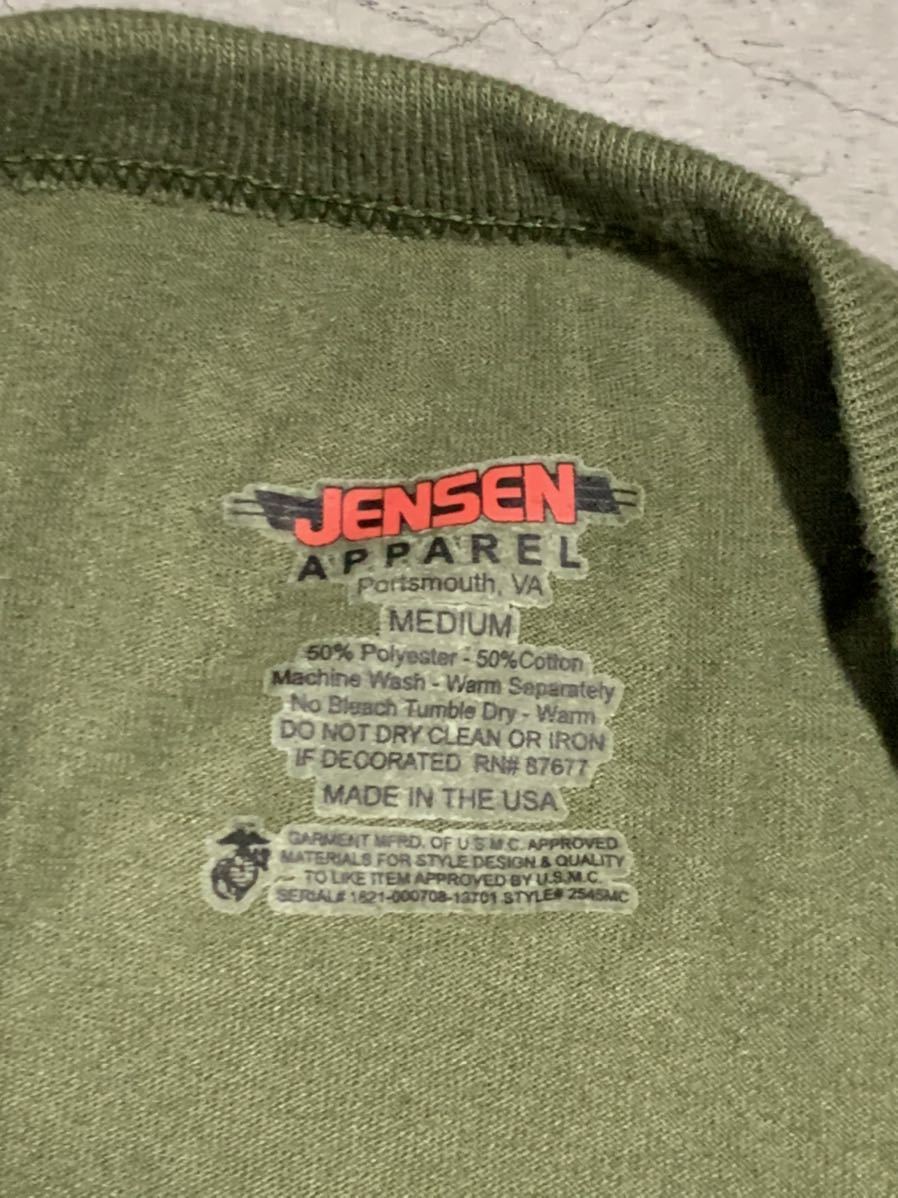 JENSEN
APPAREL
Portsmouth, VA
MEDIUM
50% Polyester - 50%Cotton
Machine Wash - Warm Separately
No Bleach Tumble Dry - Warm
DO NOT DRY CLEAN OR IRON
IF DECORATED RN# 87677
MADE IN THE USA
GARMENT MFRD. OF U.S.M.C. APPROVED
MATERIALS FOR STYLE DESIGN & QUALITY
TO LIKE ITEM APPROVED BY U.S.M.C.
SERIAL# 1621-000708-13701 STYLE# 2545MC